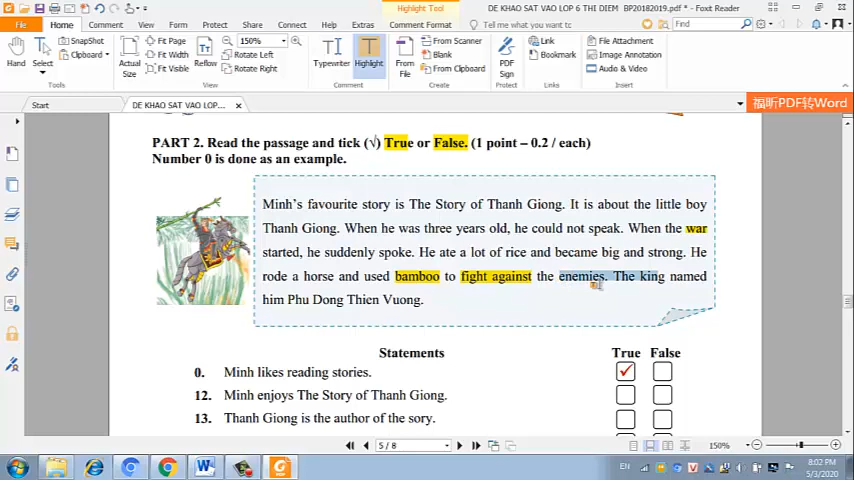 Highlight Tool
DE KHAO SAT VAO LOP 6 THI DIEM_ BP20182019.pdf * - Foxit Reader
File Home Comment View Form Protect Share Connect Help Extras Comment Format Tell me what you want... Find
SnapShot Fit Page 150% From Scanner Link File Attachment
Clipboard Fit Width Rotate Left Blank Bookmark Image Annotation
Hand Select Actual Size Fit Visible Reflow Rotate Right Typewriter Highlight From File From Clipboard PDF Sign Audio & Video
Tools View Comment Create Protect Links Insert
Start DE KHAO SAT VAO LOP... 福昕PDF转Word
PART 2. Read the passage and tick (√) True or False. (1 point – 0.2 / each)
Number 0 is done as an example.
Minh's favourite story is The Story of Thanh Giong. It is about the little boy
Thanh Giong. When he was three years old, he could not speak. When the war
started, he suddenly spoke. He ate a lot of rice and became big and strong. He
rode a horse and used bamboo to fight against the enemies. The king named
him Phu Dong Thien Vuong.
Statements True False
0. Minh likes reading stories.
12. Minh enjoys The Story of Thanh Giong.
13. Thanh Giong is the author of the sory.
5 / 8 150%
EN 8:02 PM
5/3/2020